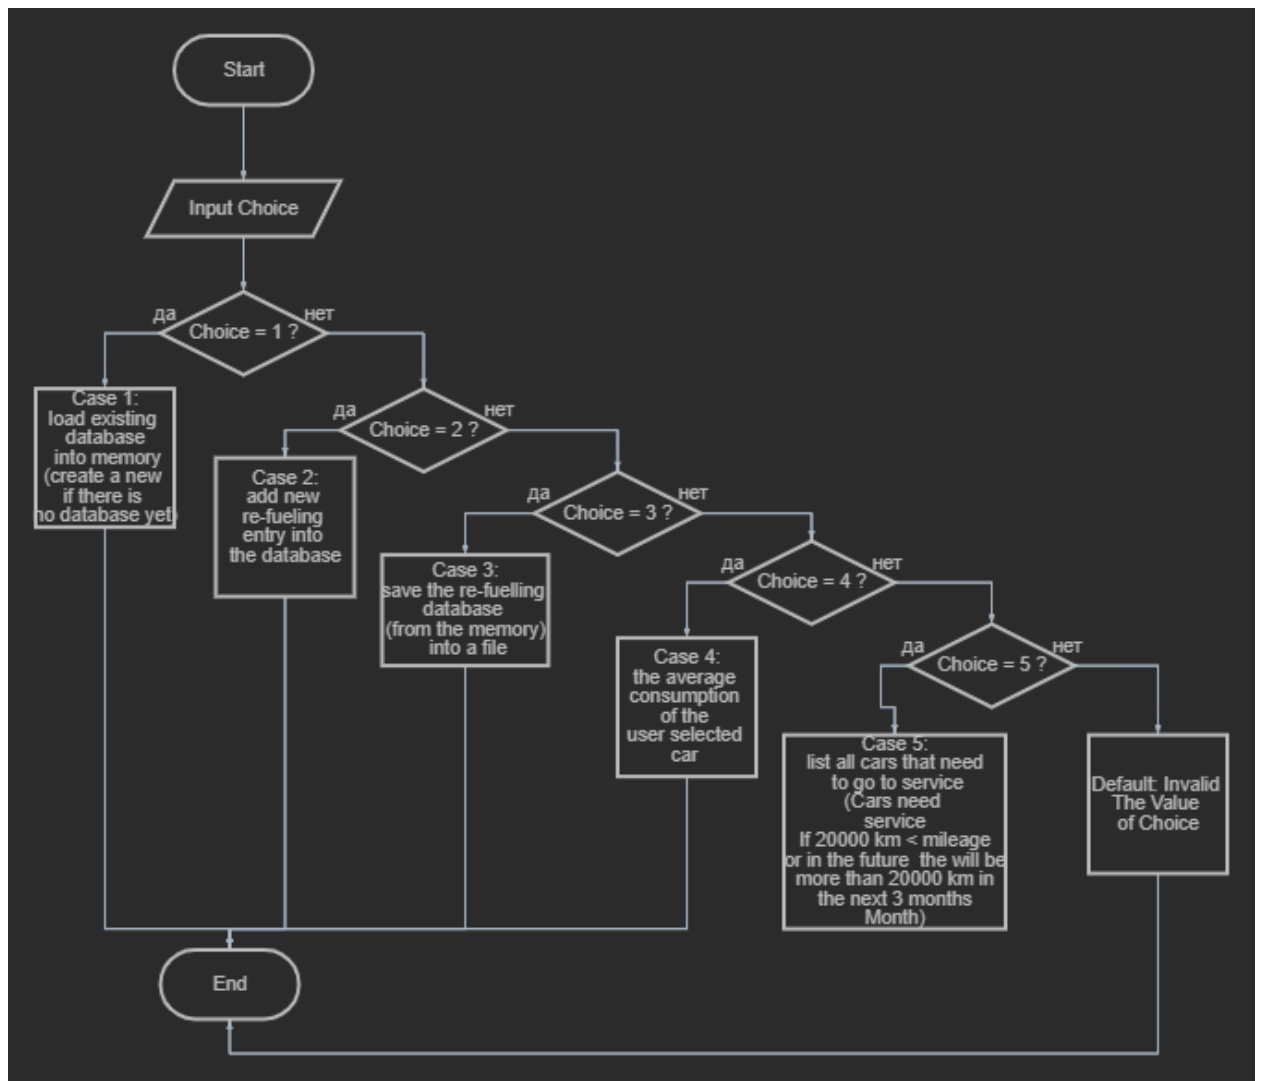 Start
Input Choice
да
нет
Choice = 1 ?
Case 1:
load existing
database
into memory
(create a new
if there is
no database yet)
да
нет
Choice = 2 ?
Case 2:
add new
re-fueling
entry into
the database
да
нет
Choice = 3 ?
Case 3:
save the re-fuelling
database
(from the memory)
into a file
да
нет
Choice = 4 ?
Case 4:
the average
consumption
of the
user selected
car
да
нет
Choice = 5 ?
Case 5:
list all cars that need
to go to service
(Cars need
service
If 20000 km < mileage
or in the future the will be
more than 20000 km in
the next 3 months
Month)
Default: Invalid
The Value
of Choice
End